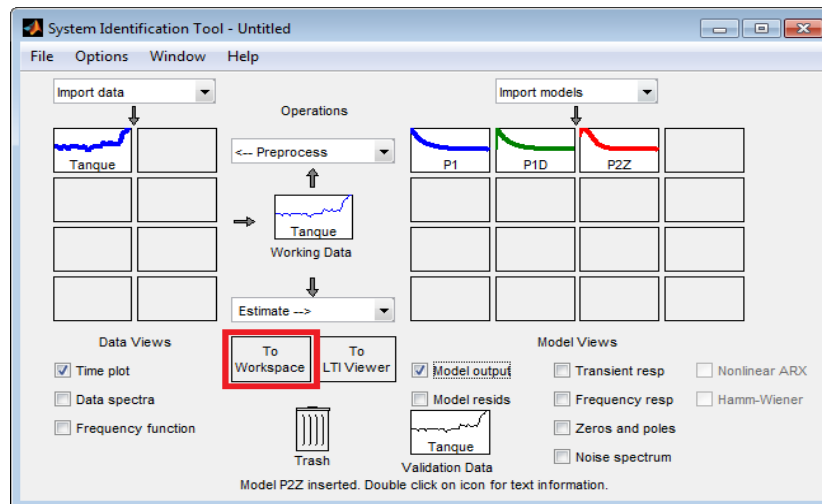 System Identification Tool - Untitled
File Options Window Help
Import data
Import models
Operations
Tanque
<-- Preprocess
P1 P1D P2Z
Tanque
Working Data
Estimate -->
Data Views
To Workspace
To LTI Viewer
Model Views
Time plot
Model output
Transient resp
Nonlinear ARX
Data spectra
Model resids
Frequency resp
Hamm-Wiener
Frequency function
Zeros and poles
Tanque
Trash
Validation Data
Noise spectrum
Model P2Z inserted. Double click on icon for text information.